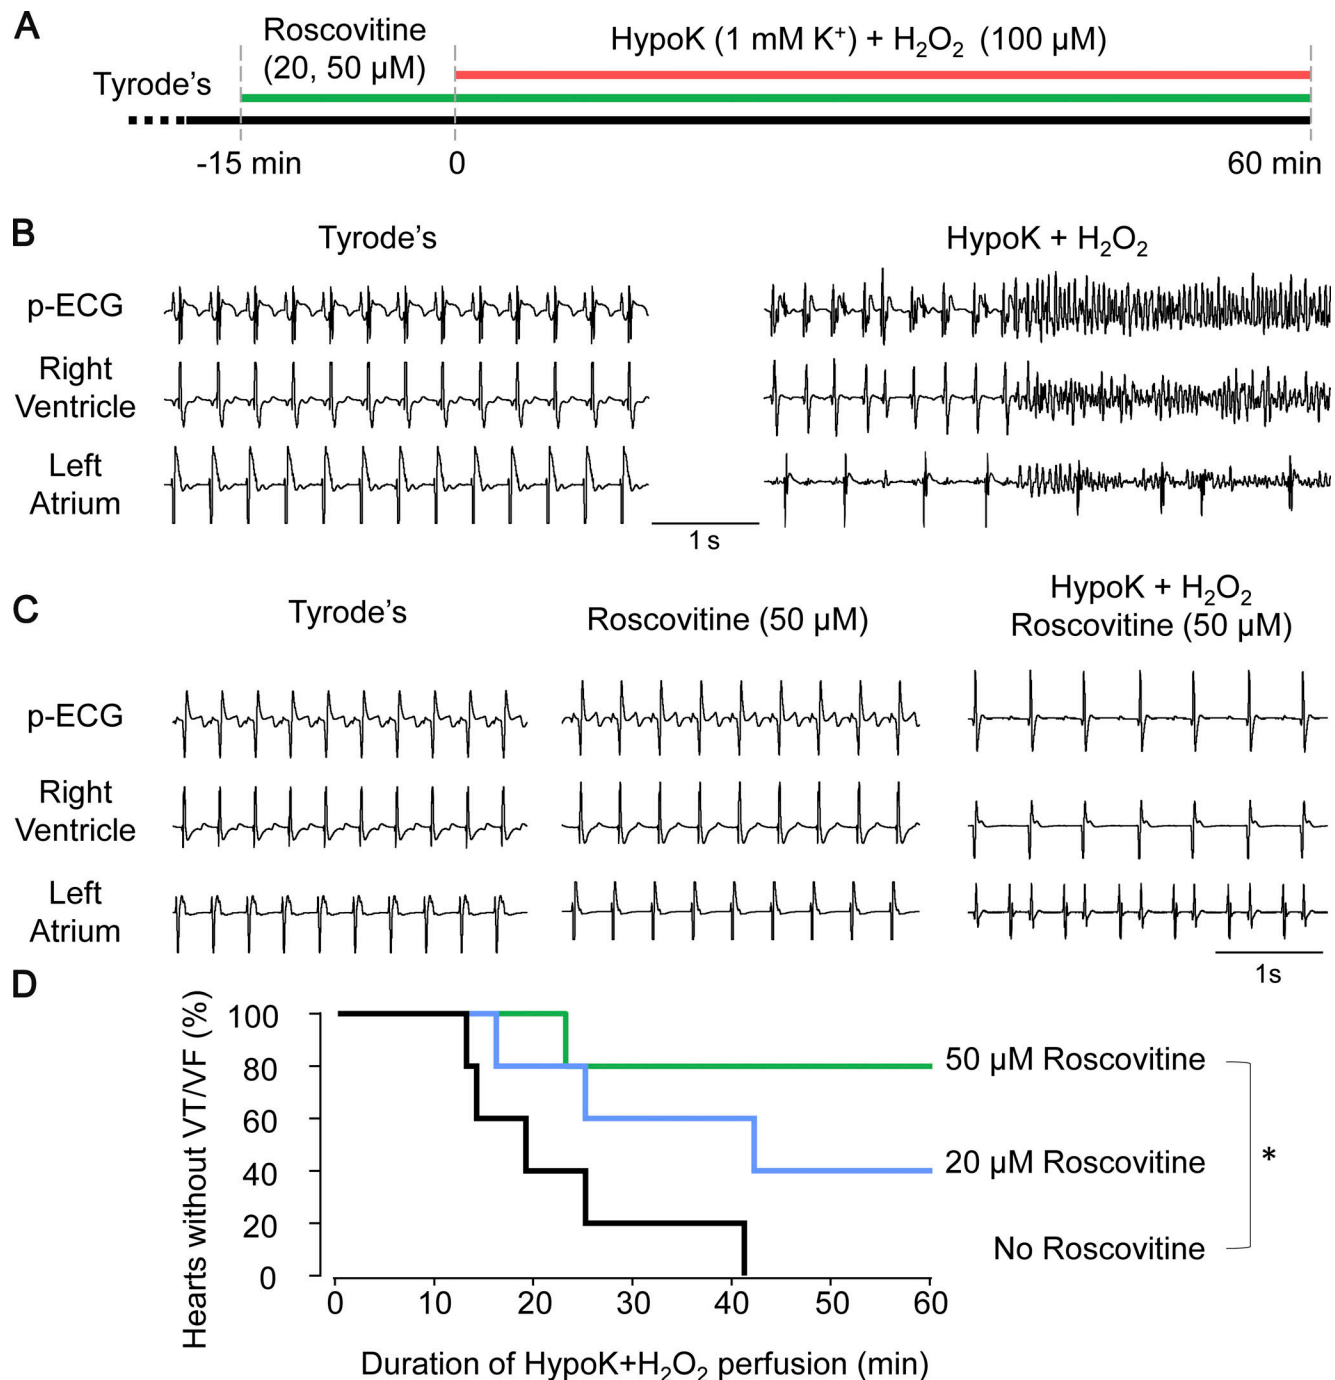 A
Roscovitine
(20, 50 µM)
HypoK (1 mM K⁺) + H₂O₂ (100 µM)
Tyrode’s
-15 min
0
60 min
B
Tyrode’s
HypoK + H₂O₂
p-ECG
Right
Ventricle
Left
Atrium
1 s
C
Tyrode’s
Roscovitine (50 µM)
HypoK + H₂O₂
Roscovitine (50 µM)
p-ECG
Right
Ventricle
Left
Atrium
1s
D
Hearts without VT/VF (%)
100
80
60
40
20
0
50 µM Roscovitine
20 µM Roscovitine
No Roscovitine
*
0 10 20 30 40 50 60
Duration of HypoK+H₂O₂ perfusion (min)